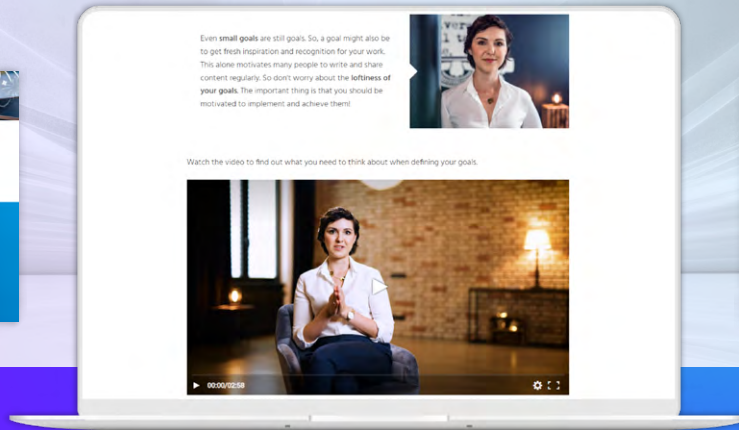 Even small goals are still goals. So, a goal might also be
to get fresh inspiration and recognition for your work.
This alone motivates many people to write and share
content regularly. So don't worry about the loftiness of
your goals. The important thing is that you should be
motivated to implement and achieve them!
Watch the video to find out what you need to think about when defining your goals.
00:00/02:58